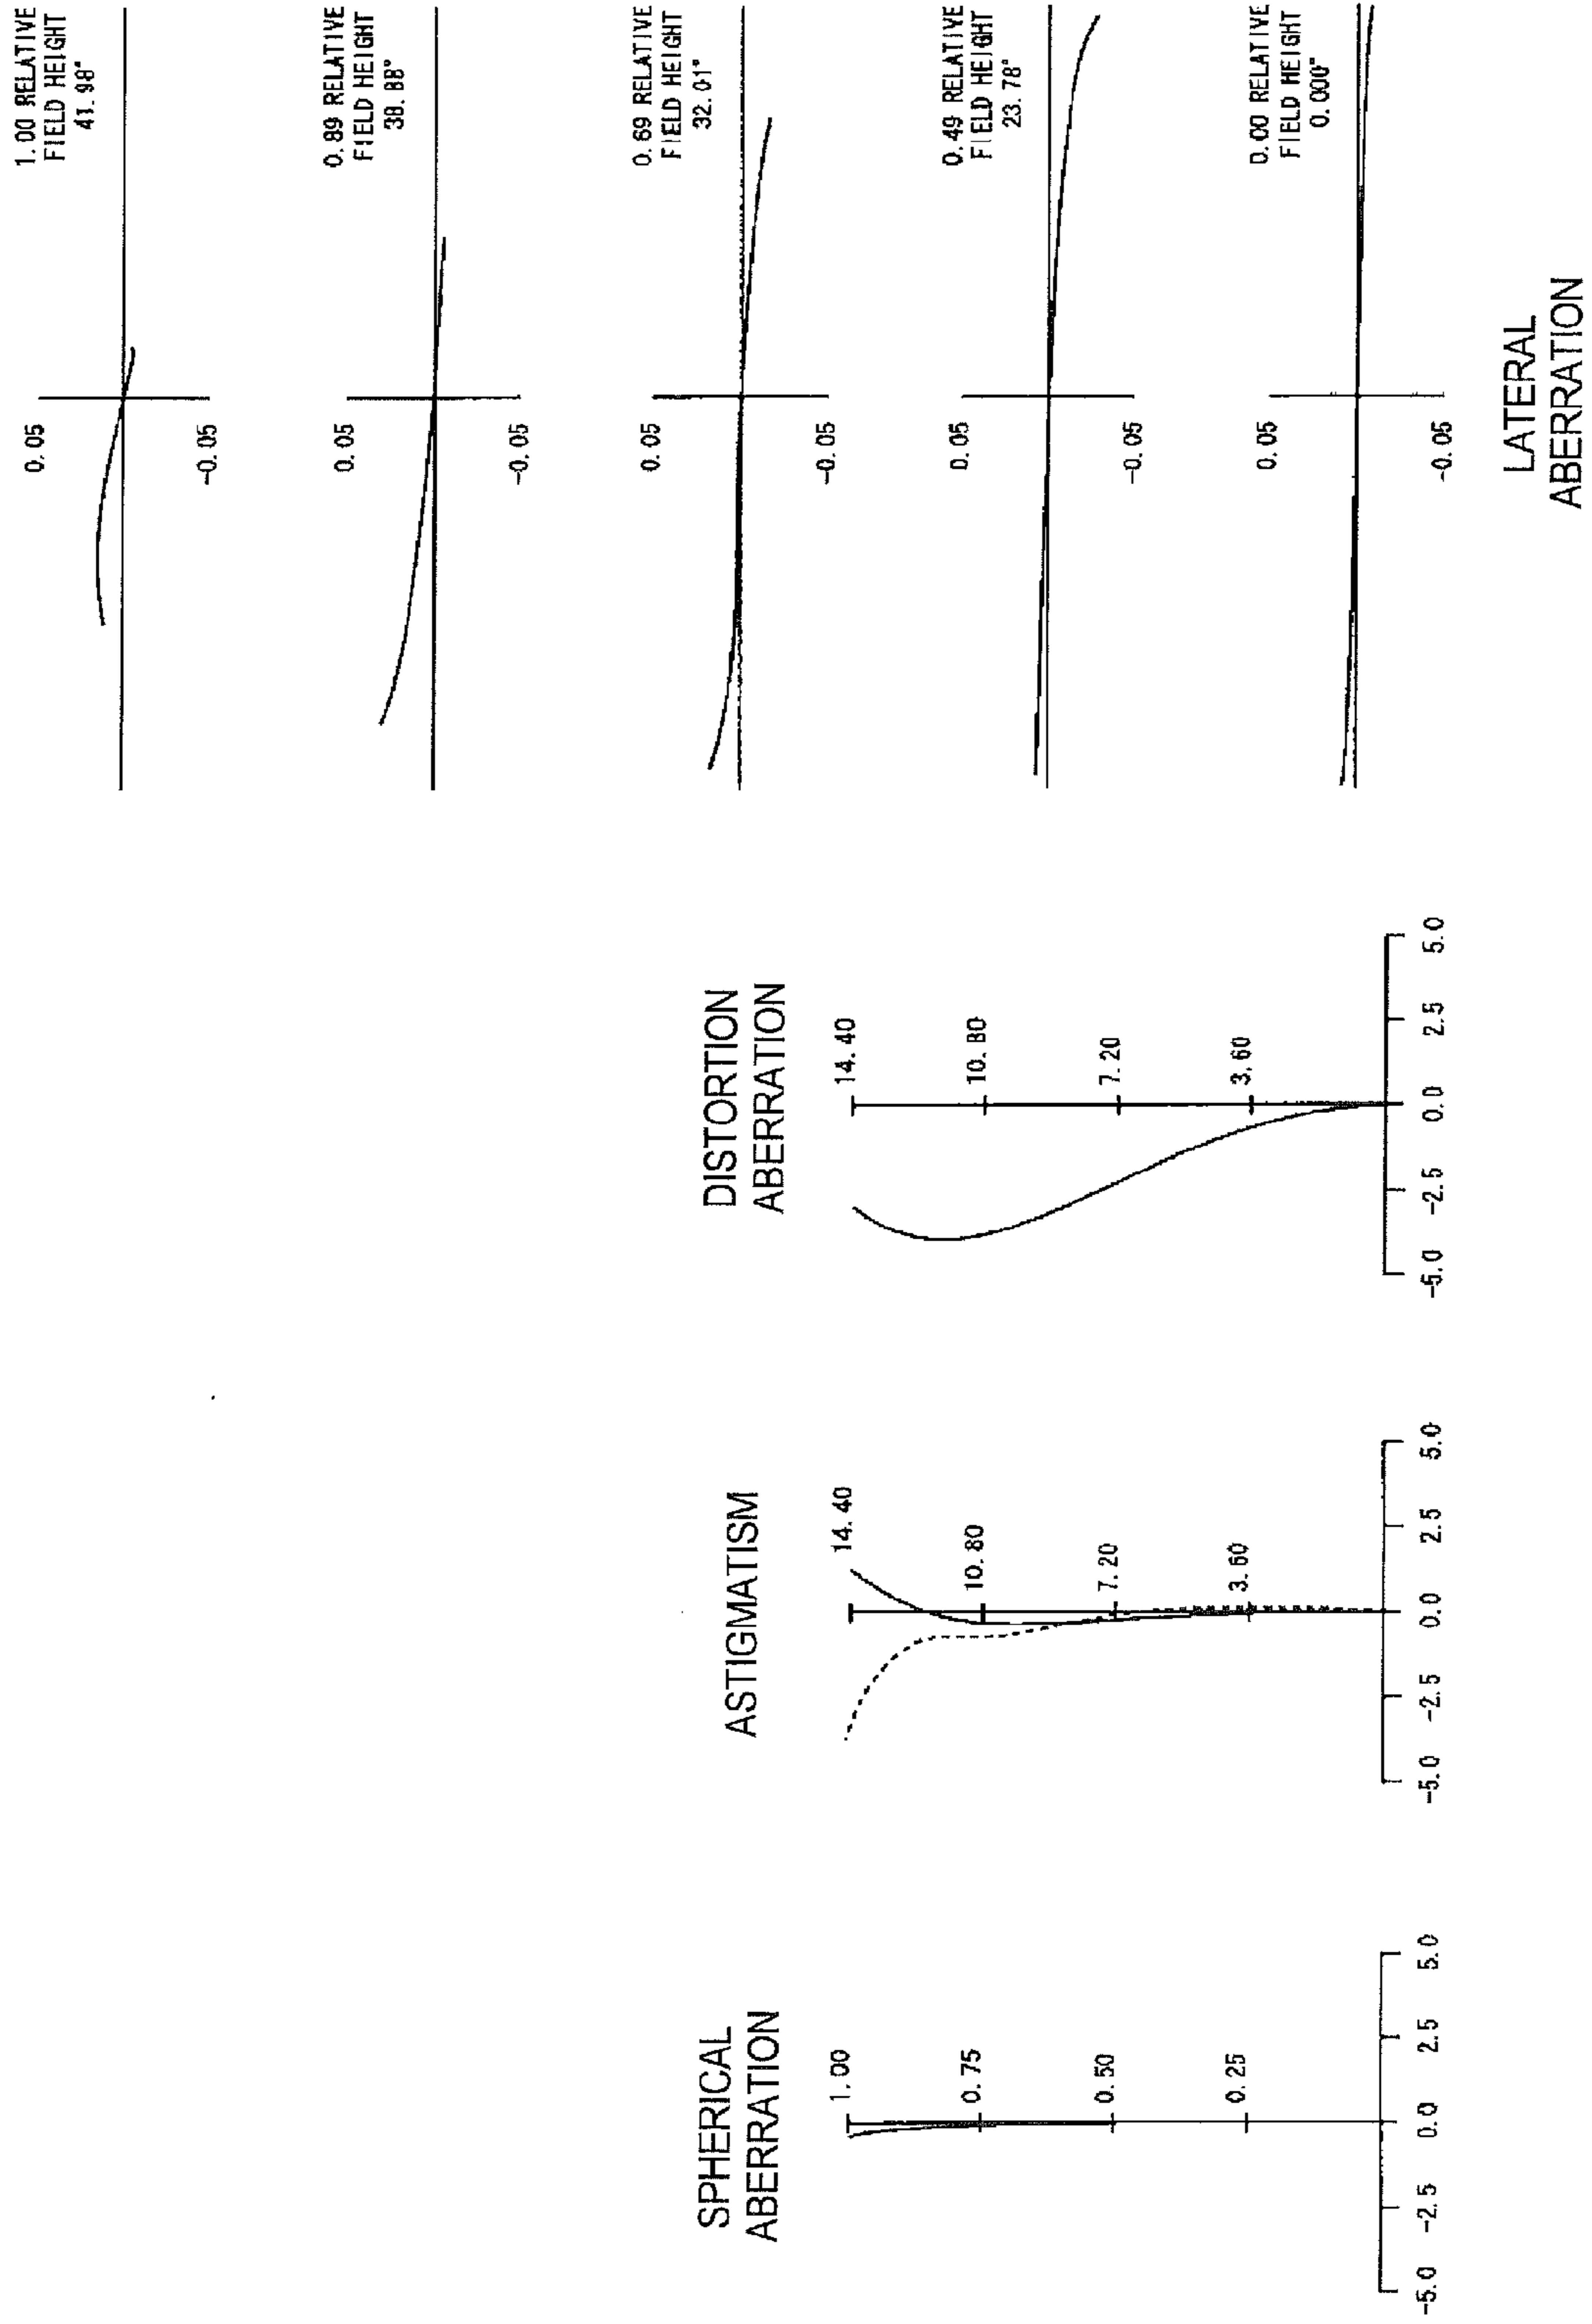 SPHERICAL
ABERRATION
1.00
0.75
0.50
0.25
-5.0 -2.5 0.0 2.5 5.0
ASTIGMATISM
14.40
10.80
7.20
3.60
-5.0 -2.5 0.0 2.5 5.0
DISTORTION
ABERRATION
14.40
10.80
7.20
3.60
-5.0 -2.5 0.0 2.5 5.0
1.00 RELATIVE
FIELD HEIGHT
41.98°
0.05
-0.05
0.89 RELATIVE
FIELD HEIGHT
38.88°
0.05
-0.05
0.69 RELATIVE
FIELD HEIGHT
32.01°
0.05
-0.05
0.49 RELATIVE
FIELD HEIGHT
23.78°
0.05
-0.05
0.00 RELATIVE
FIELD HEIGHT
0.000°
0.05
-0.05
LATERAL
ABERRATION